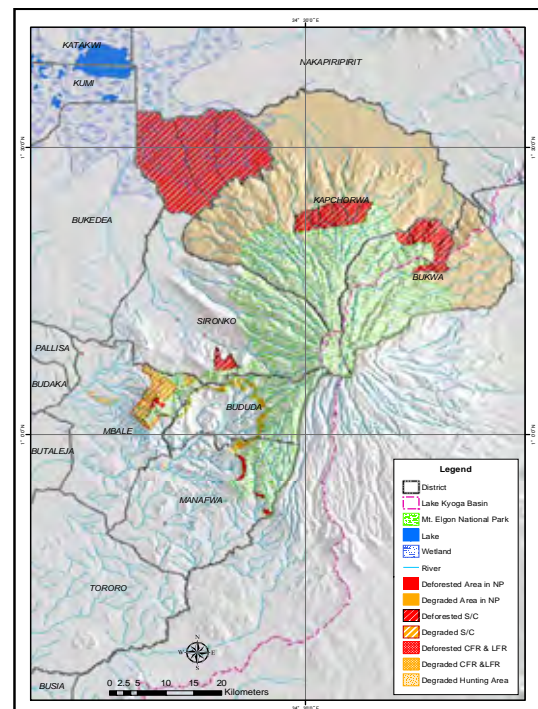 34° 30'0"E
KATAKWI
NAKAPIRIPIRIT
KUMI
1° 30'0"N
1° 30'0"N
KAPCHORWA
BUKEDEA
BUKWA
SIRONKO
PALLISA
BUDAKA
BUDUDA
MBALE
1° 0'0"N
1° 0'0"N
BUTALEJA
MANAFWA
TORORO
BUSIA
Legend
District
Lake Kyoga Basin
Mt. Elgon National Park
Lake
Wetland
River
Deforested Area in NP
Degraded Area in NP
Deforested S/C
Degraded S/C
Deforested CFR & LFR
Degraded CFR &LFR
Degraded Hunting Area
N
W
E
S
0 2.5 5 10 15 20
Kilometers
34° 30'0"E